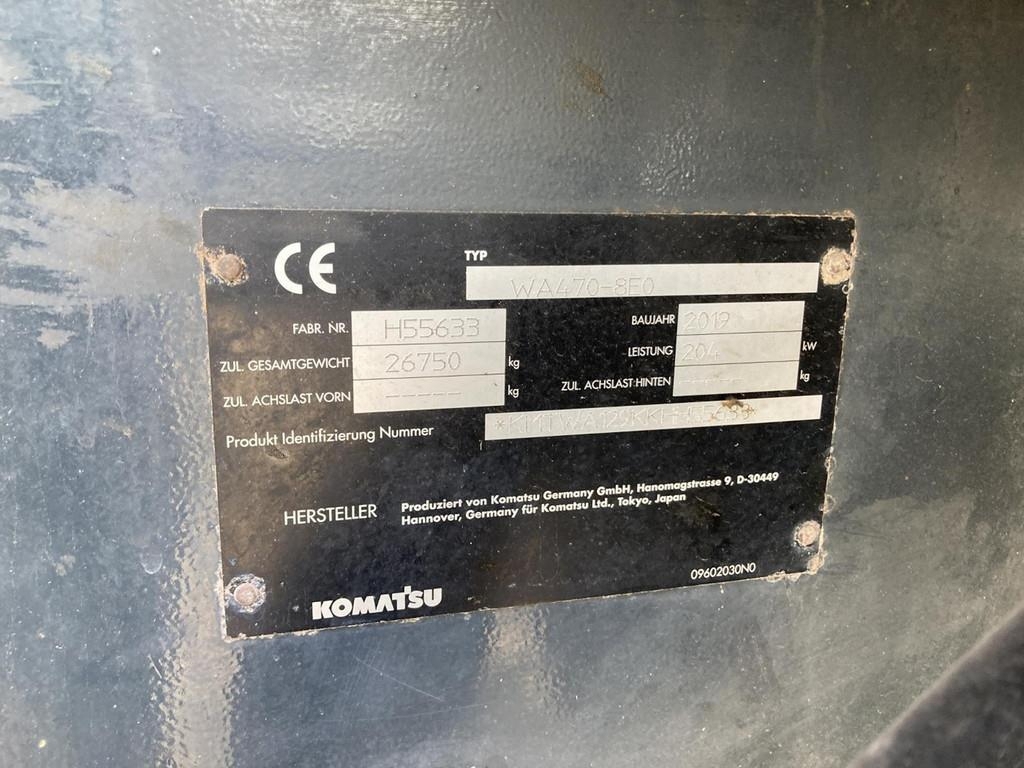 CE
TYP WA470-8E0
FABR. NR. H55633 BAUJAHR 2019
ZUL. GESAMTGEWICHT 26750 kg LEISTUNG 204 kW
ZUL. ACHSLAST VORN ----- kg ZUL. ACHSLAST HINTEN ----- kg
Produkt Identifizierung Nummer
HERSTELLER Produziert von Komatsu Germany GmbH, Hanomagstrasse 9, D-30449
Hannover, Germany für Komatsu Ltd., Tokyo, Japan
KOMATSU 09602030N0